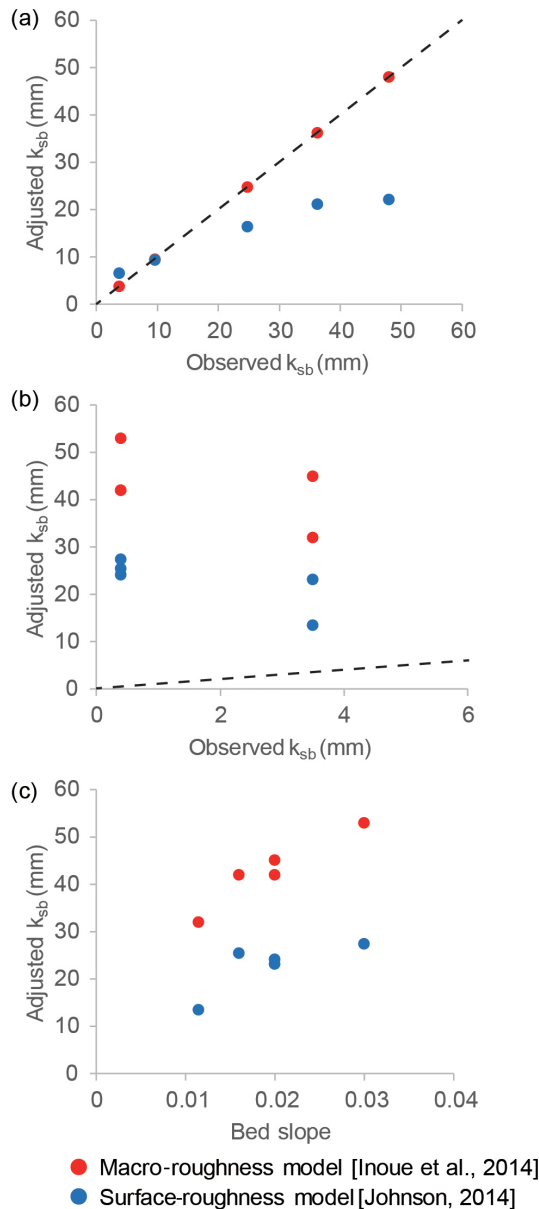 (a)
Adjusted ksb (mm)
60
50
40
30
20
10
0
0 10 20 30 40 50 60
Observed ksb (mm)
(b)
Adjusted ksb (mm)
60
50
40
30
20
10
0
0 2 4 6
Observed ksb (mm)
(c)
Adjusted ksb (mm)
60
50
40
30
20
10
0
0 0.01 0.02 0.03 0.04
Bed slope
Macro-roughness model [Inoue et al., 2014]
Surface-roughness model [Johnson, 2014]